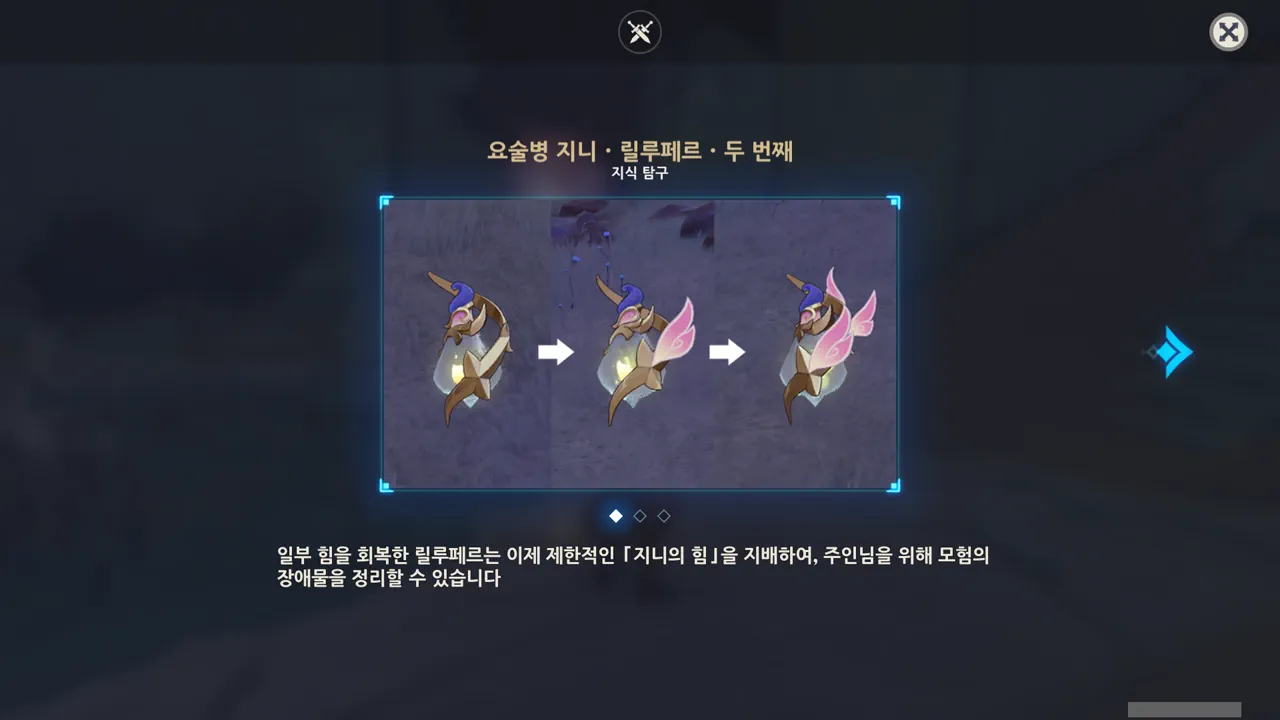 요술병 지니 · 릴루페르 · 두 번째
지식 탐구
일부 힘을 회복한 릴루페르는 이제 제한적인 「지니의 힘」을 지배하여, 주인님을 위해 모험의
장애물을 정리할 수 있습니다